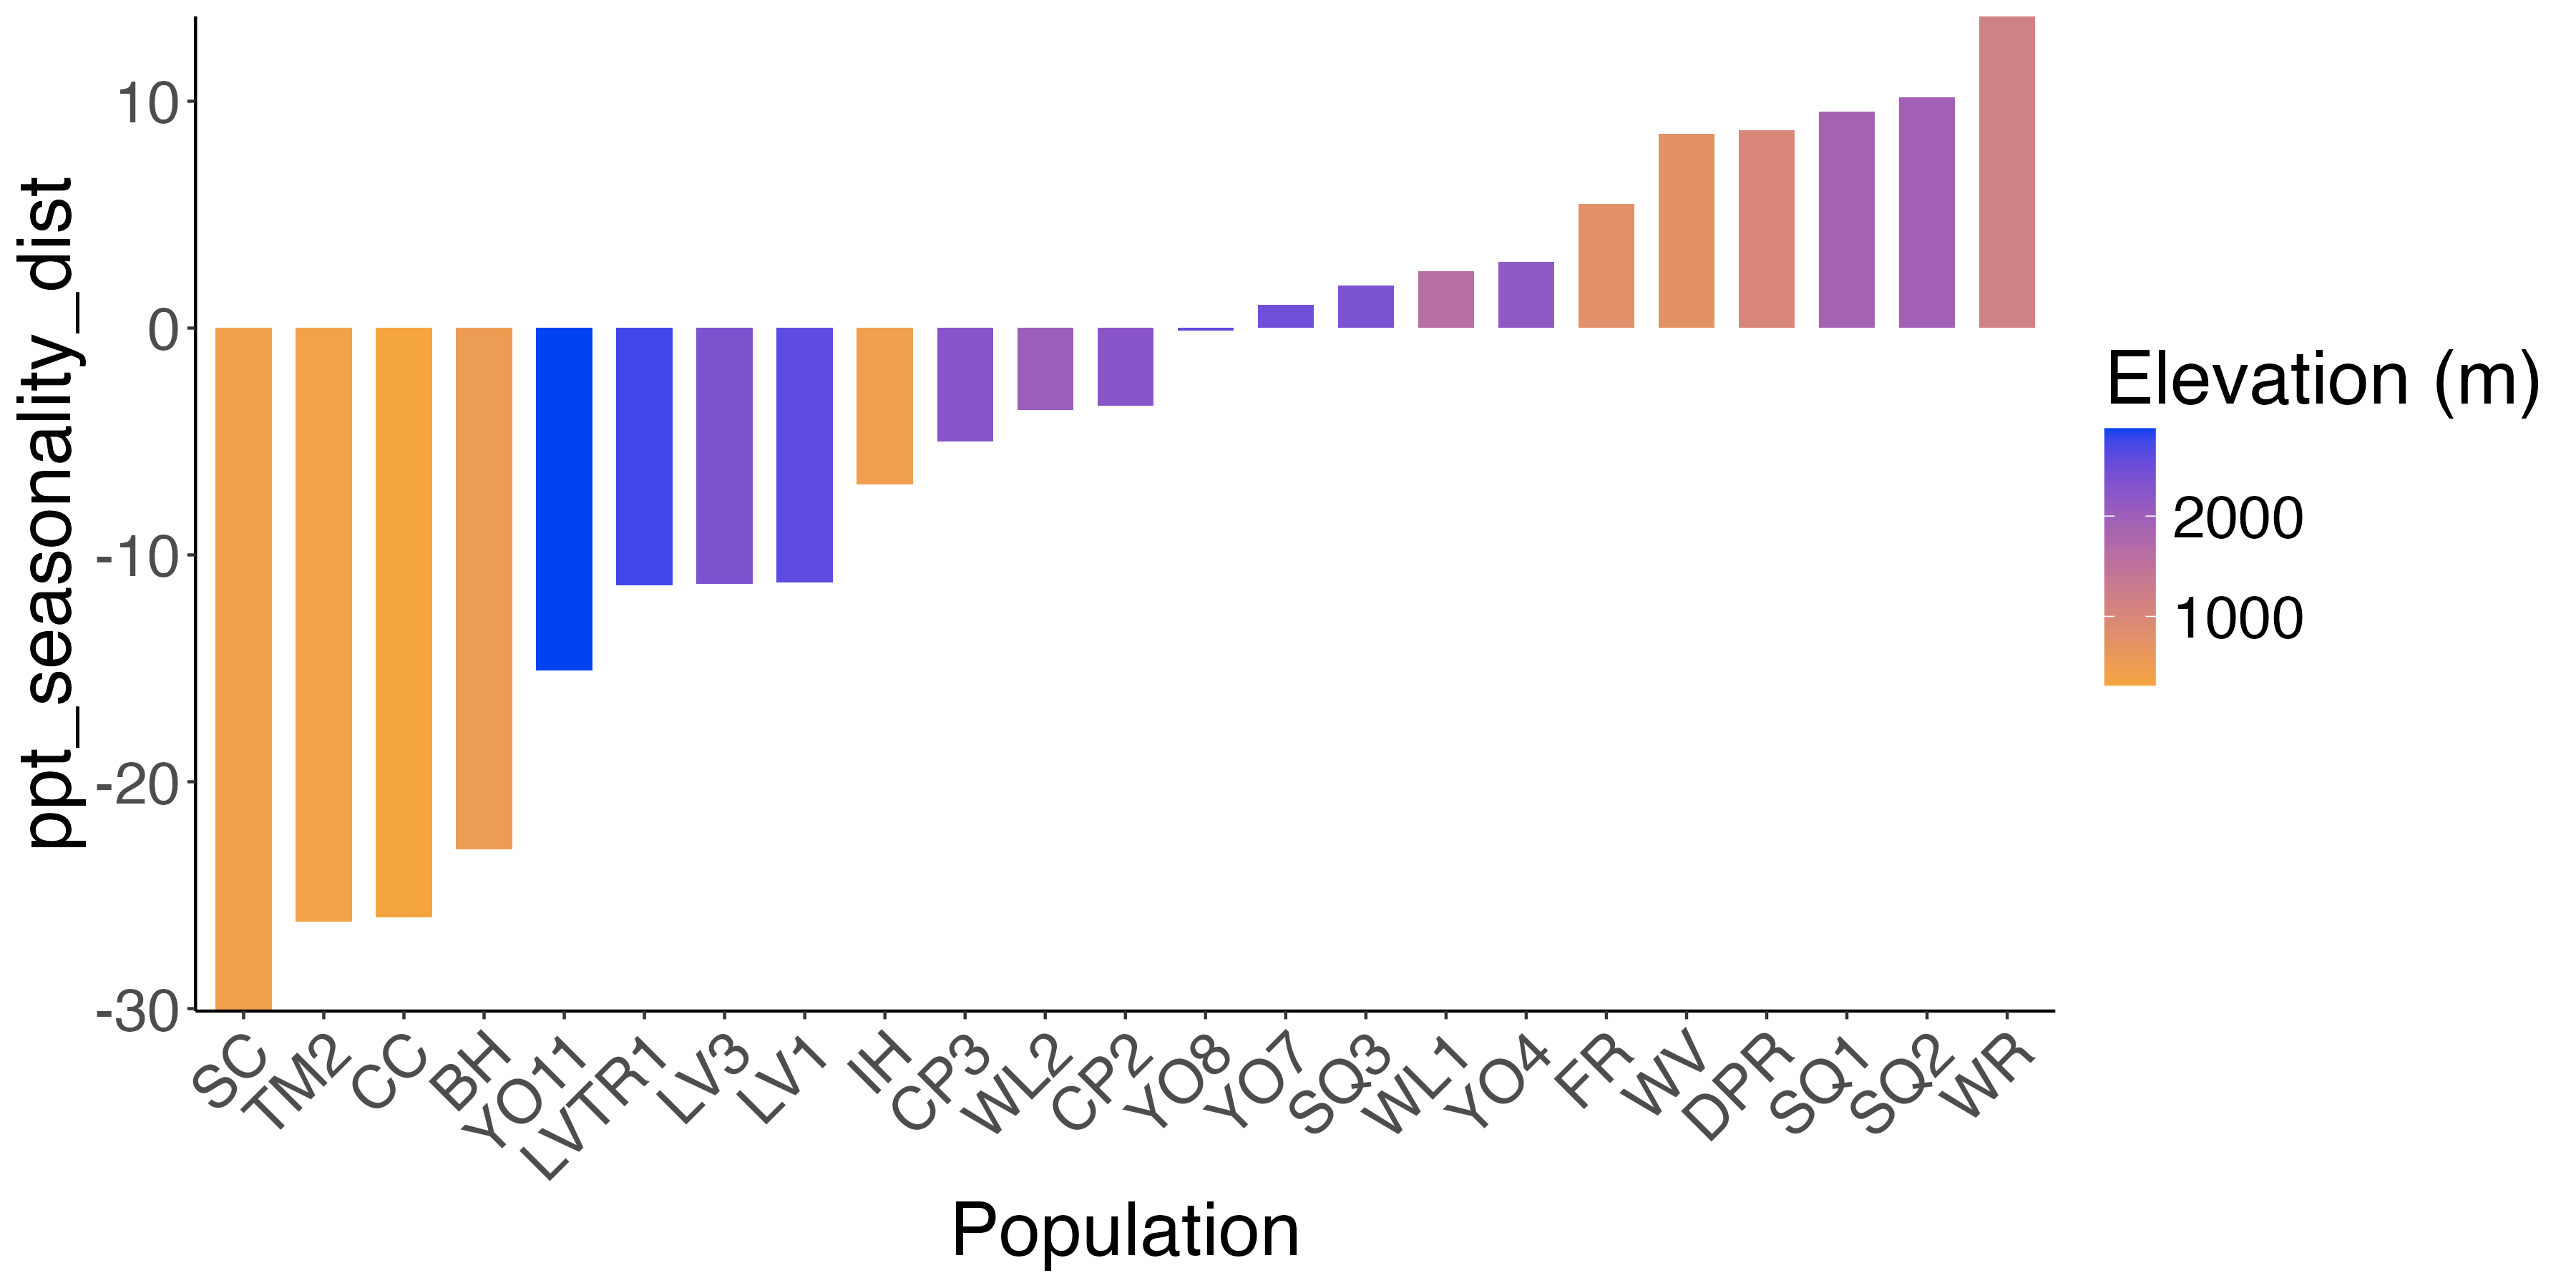 ppt_seasonality_dist
10
0
-10
-20
-30
SC
TM2
CC
BH
YO11
LVTR1
LV3
LV1
IH
CP3
WL2
CP2
YO8
YO7
SQ3
WL1
YO4
FR
WV
DPR
SQ1
SQ2
WR
Population
Elevation (m)
2000
1000